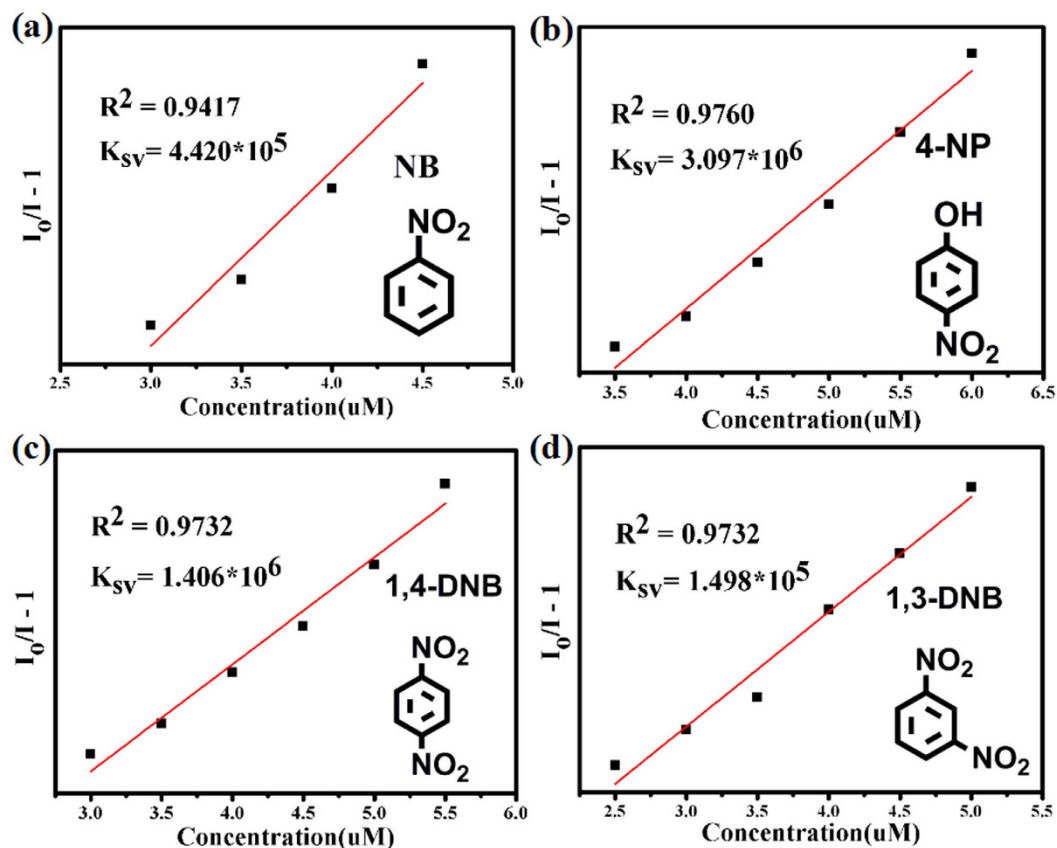 (a)
R² = 0.9417
K_SV= 4.420*10⁵
NB
NO₂
I₀/I - 1
2.5 3.0 3.5 4.0 4.5 5.0
Concentration(uM)
(b)
R² = 0.9760
K_SV= 3.097*10⁶
4-NP
OH
NO₂
I₀/I - 1
3.5 4.0 4.5 5.0 5.5 6.0 6.5
Concentration(uM)
(c)
R² = 0.9732
K_SV= 1.406*10⁶
1,4-DNB
NO₂
NO₂
I₀/I - 1
3.0 3.5 4.0 4.5 5.0 5.5 6.0
Concentration(uM)
(d)
R² = 0.9732
K_SV= 1.498*10⁵
1,3-DNB
NO₂
NO₂
I₀/I - 1
2.5 3.0 3.5 4.0 4.5 5.0 5.5
Concentration(uM)